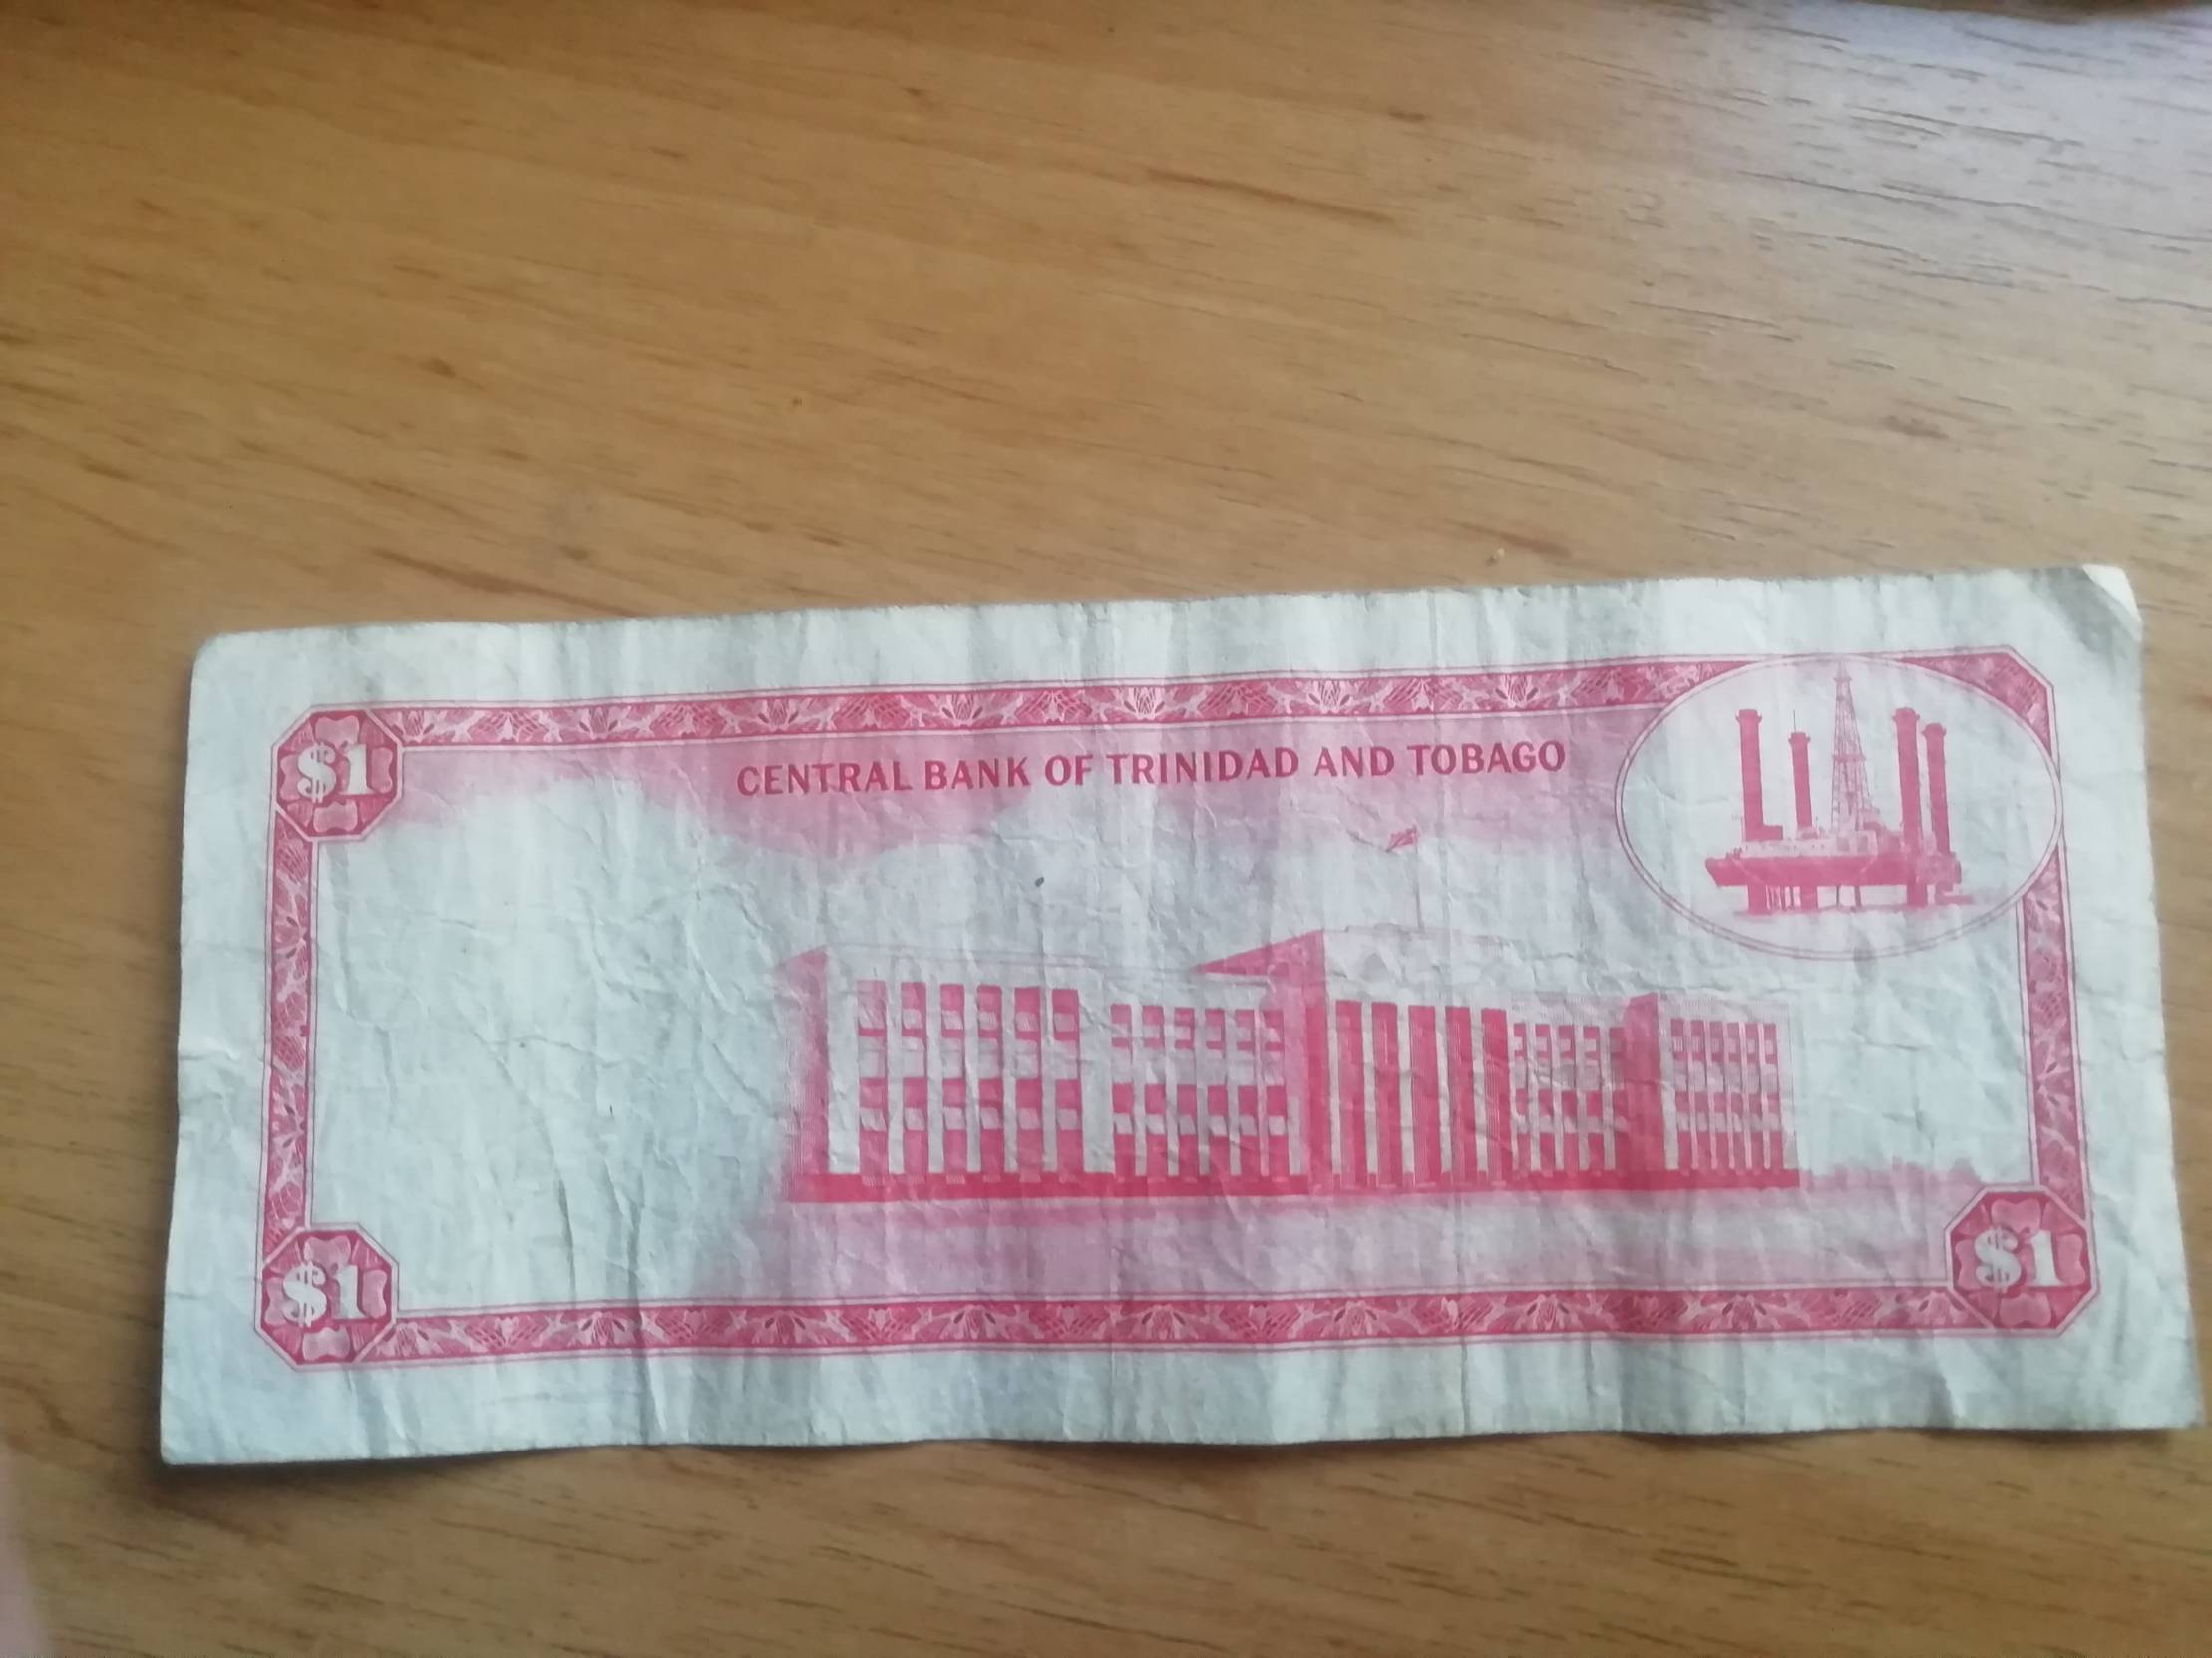 CENTRAL BANK OF TRINIDAD AND TOBAGO
$1
$1
$1